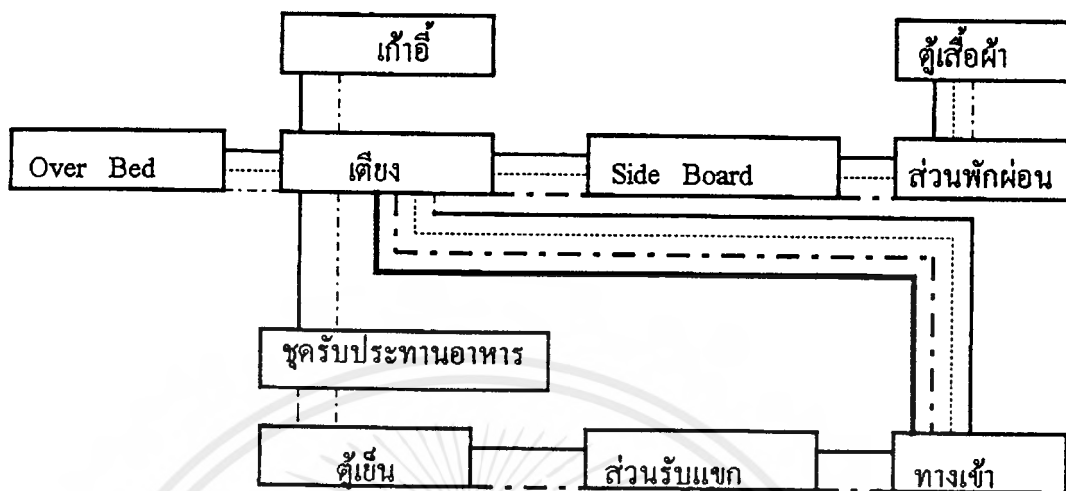 เก้าอี้
ตู้เสื้อผ้า
Over Bed
เตียง
Side Board
ส่วนพักผ่อน
ชุดรับประทานอาหาร
ตู้เย็น
ส่วนรับแขก
ทางเข้า